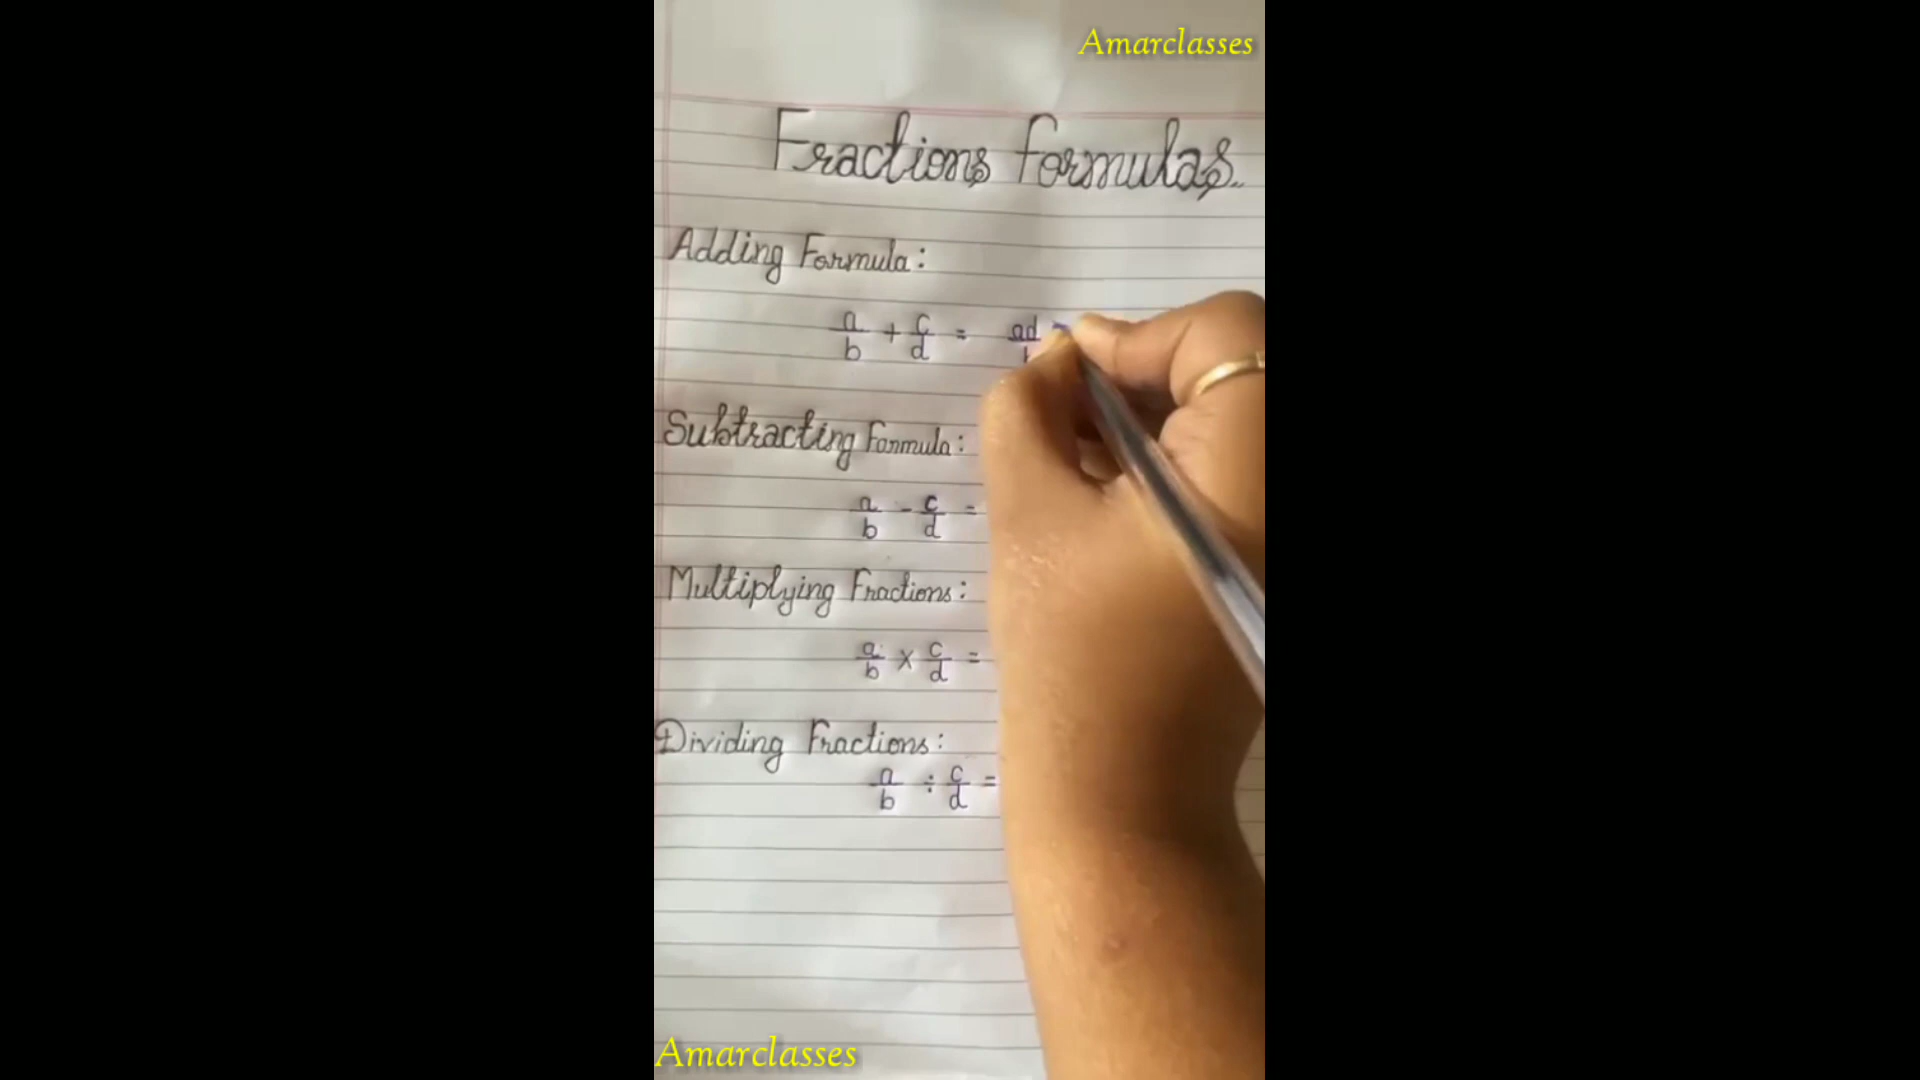 Amarclasses
Fractions formulas..
Adding Formula:
a/b + c/d = ad/
Subtracting Formula:
a/b - c/d =
Multiplying Fractions:
a/b × c/d =
Dividing Fractions:
a/b ÷ c/d =
Amarclasses